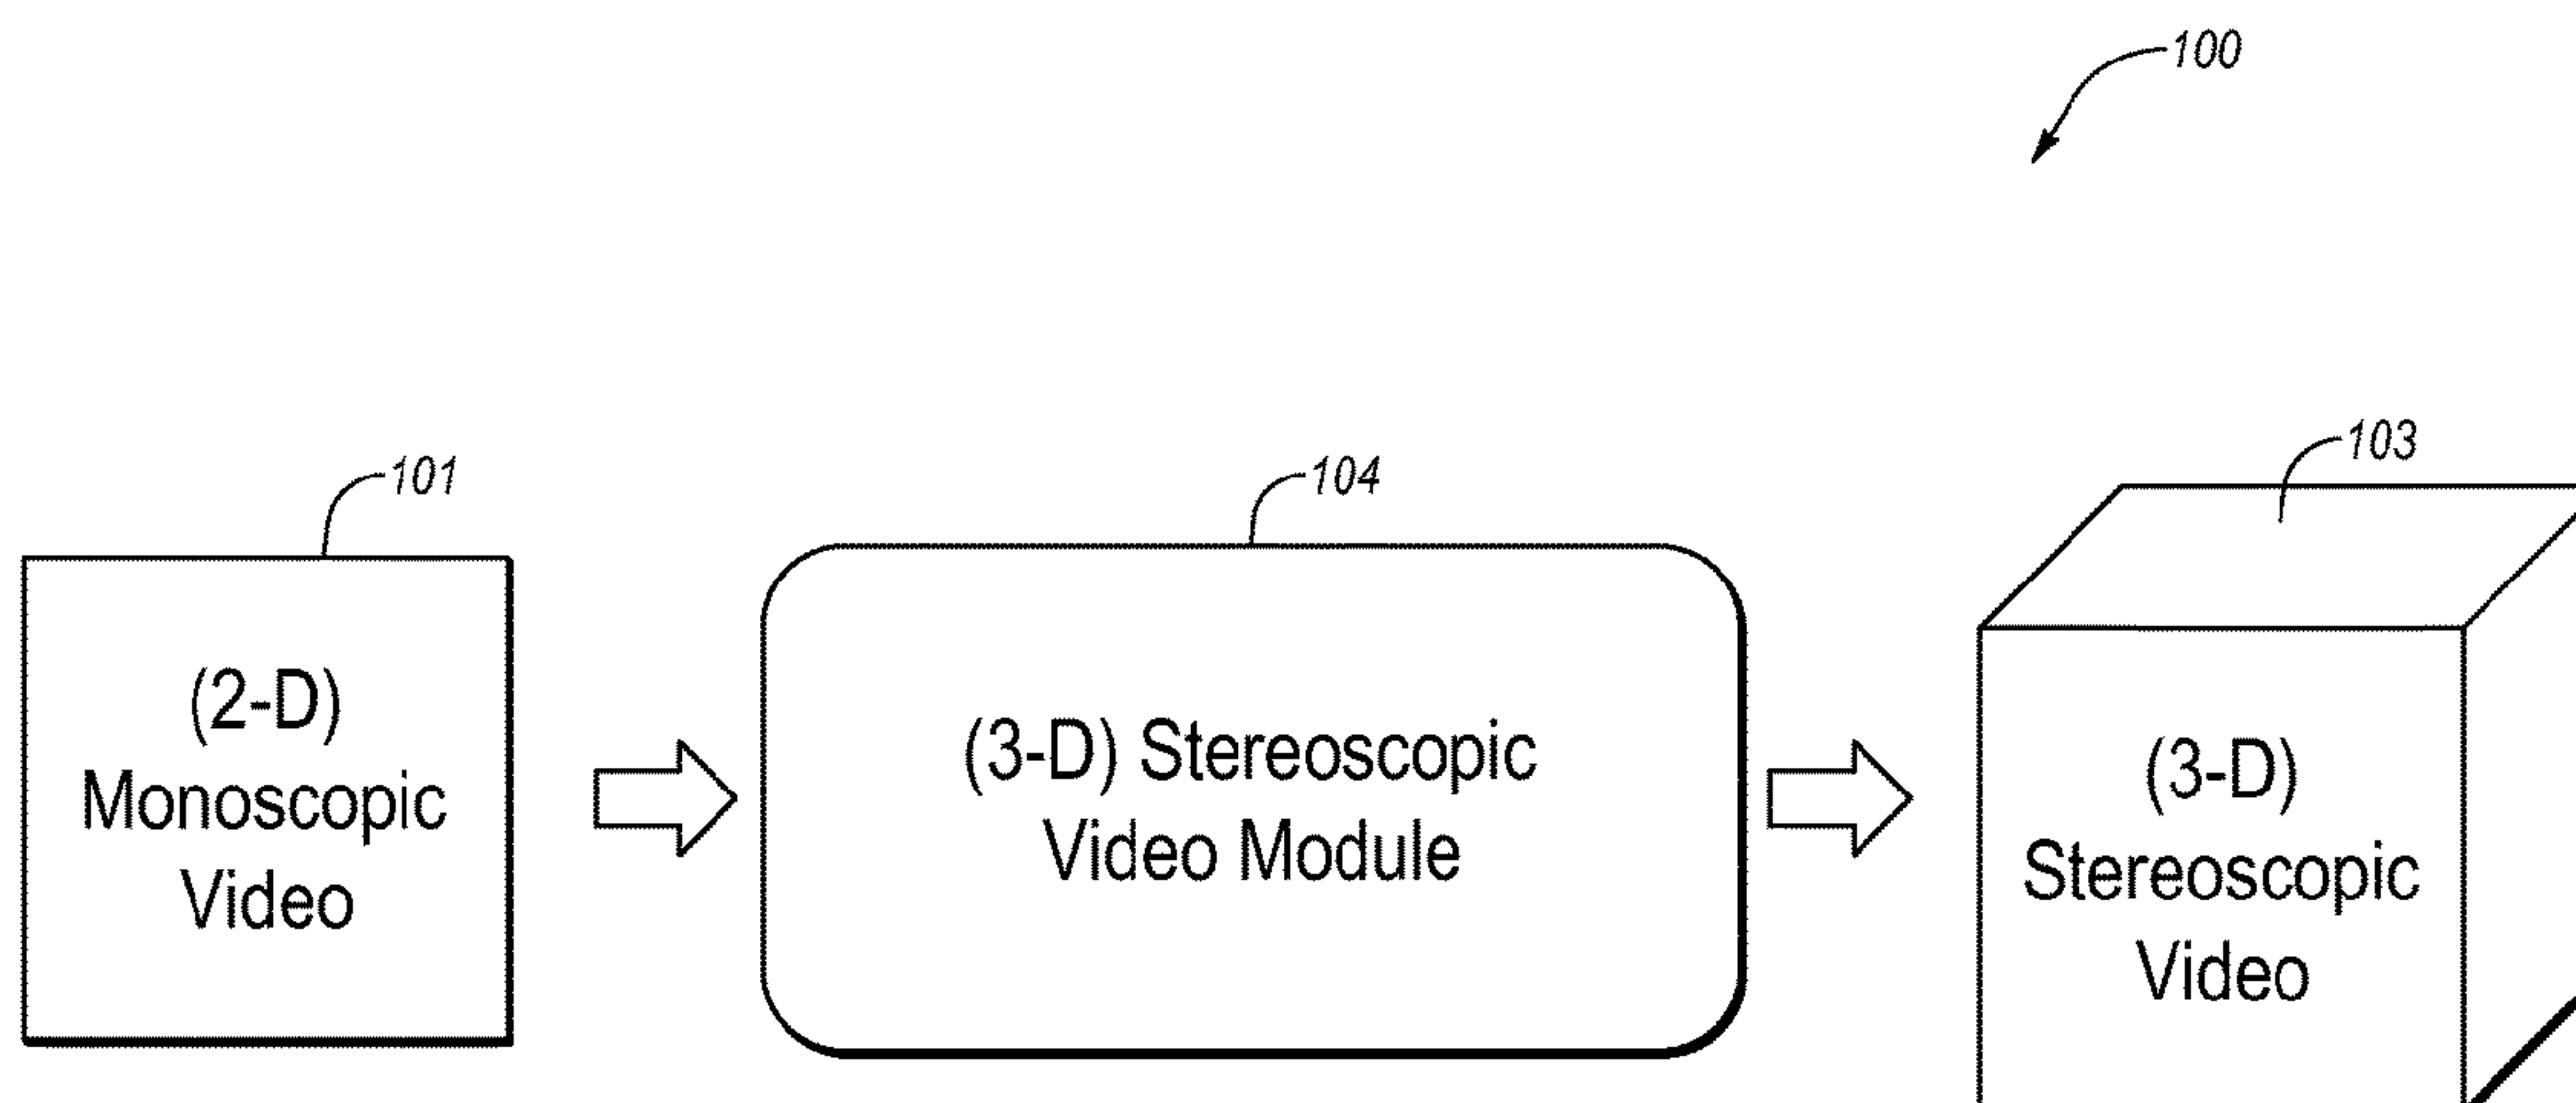 100
101
104
103
(2-D)
Monoscopic
Video
(3-D) Stereoscopic
Video Module
(3-D)
Stereoscopic
Video